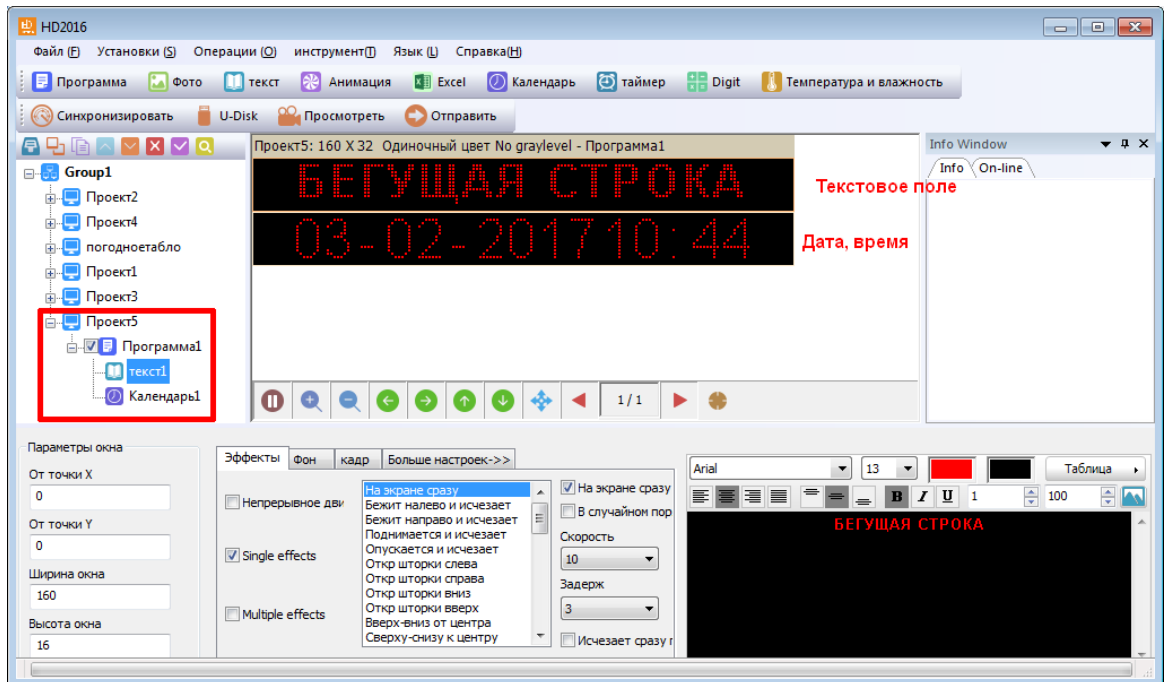 HD2016
Файл (F) Установки (S) Операции (O) инструмент(T) Язык (L) Справка(H)
Программа Фото текст Анимация Excel Календарь таймер Digit Температура и влажность
Синхронизировать U-Disk Просмотреть Отправить
Проект5: 160 X 32 Одиночный цвет No graylevel - Программа1
Info Window
Info On-line
Group1
Проект2
Проект4
погодноетабло
Проект1
Проект3
Проект5
Программа1
текст1
Календарь1
БЕГУЩАЯ СТРОКА
Текстовое поле
03-02-2017 10:44
Дата, время
1 / 1
Параметры окна
От точки X
0
От точки Y
0
Ширина окна
160
Высота окна
16
Эффекты Фон кадр Больше настроек->>
Непрерывное дви
Single effects
Multiple effects
На экране сразу
Бежит налево и исчезает
Бежит направо и исчезает
Поднимается и исчезает
Опускается и исчезает
Откр шторки слева
Откр шторки справа
Откр шторки вниз
Откр шторки вверх
Вверх-вниз от центра
Сверху-снизу к центру
На экране сразу
В случайном пор
Скорость
10
Задерж
3
Исчезает сразу п
Arial 13 Таблица
B I U 1 100
БЕГУЩАЯ СТРОКА